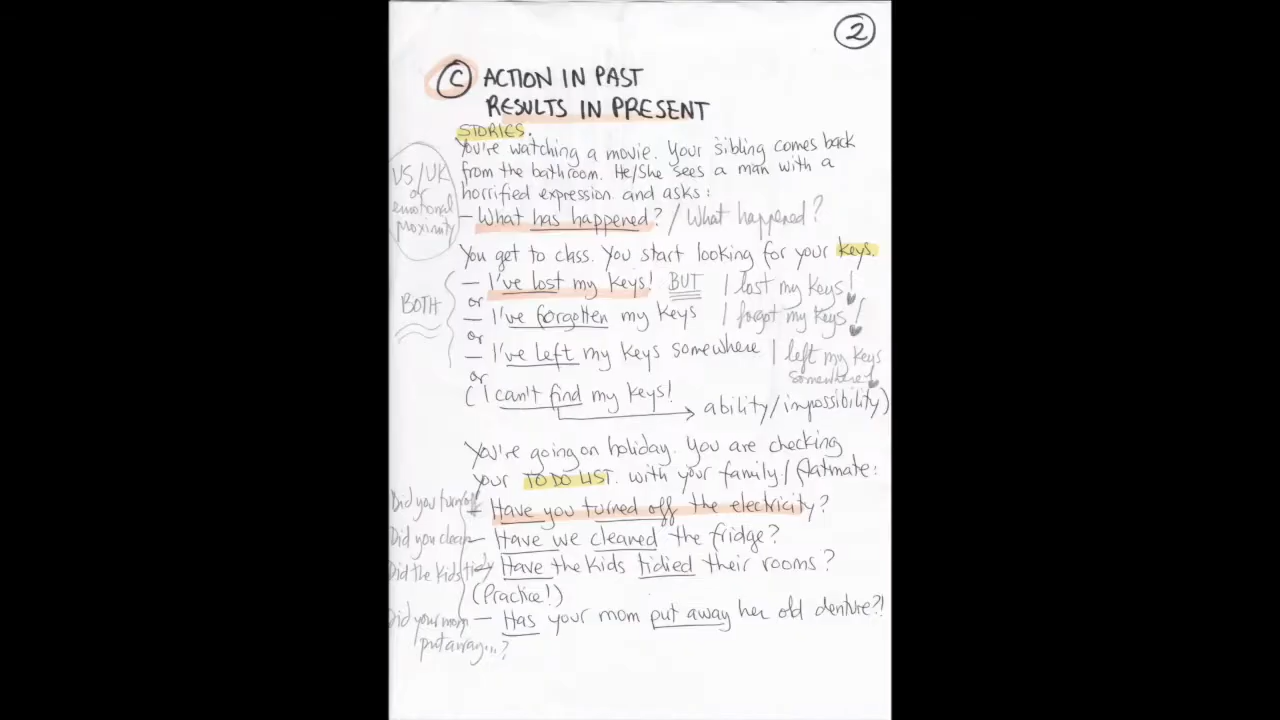 2
C ACTION IN PAST
RESULTS IN PRESENT
STORIES.
You're watching a movie. Your sibling comes back
from the bathroom. He/She sees a man with a
horrified expression and asks:
US/UK
or
emotional
proximity
- What has happened? / What happened?
You get to class. You start looking for your keys.
BOTH
- I've lost my keys! BUT I lost my keys!
or
- I've forgotten my keys I forgot my keys!
or
- I've left my keys somewhere I left my keys
somewhere!
or
( I can't find my keys!
→ ability/impossibility)
You're going on holiday. You are checking
your TO DO LIST. with your family/flatmate:
Did you turn off - Have you turned off the electricity?
Did you clean - Have we cleaned the fridge?
Did the kids tidy - Have the kids tidied their rooms?
(Practice!)
Did your mom - Has your mom put away her old denture?!
put away...?